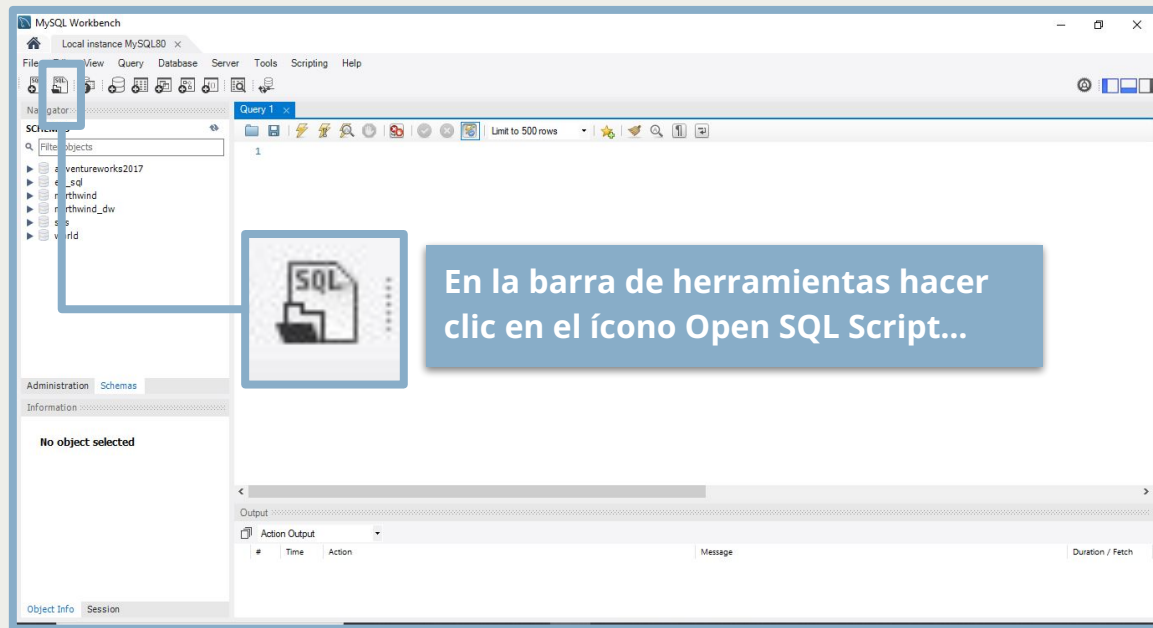 MySQL Workbench
Local instance MySQL80
File View Query Database Server Tools Scripting Help
Navigator
Query 1
SCHEMAS
Limit to 500 rows
Filter objects
1
adventureworks2017
northwind
northwind_dw
sys
world
SQL
En la barra de herramientas hacer
clic en el ícono Open SQL Script...
Administration Schemas
Information
No object selected
Output
Action Output
# Time Action Message Duration / Fetch
Object Info Session